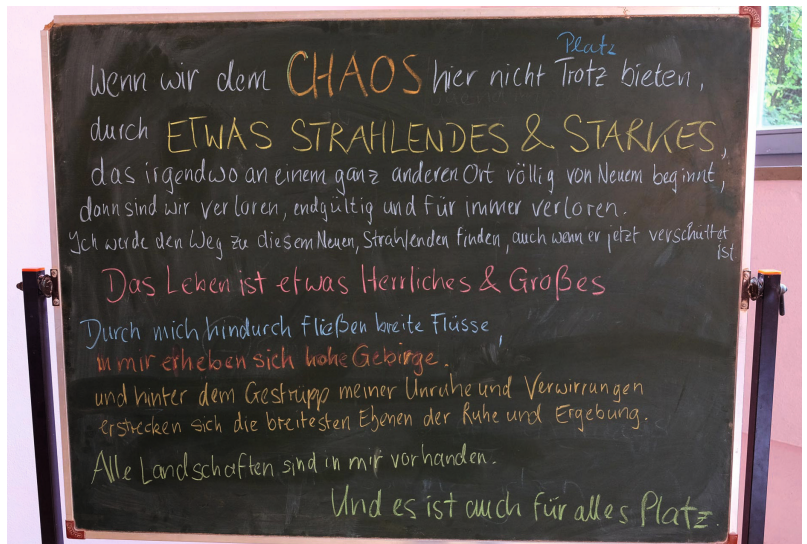 Platz
Wenn wir dem CHAOS hier nicht Trotz bieten,
durch ETWAS STRAHLENDES & STARKES,
das irgendwo an einem ganz anderen Ort völlig von Neuem beginnt,
dann sind wir verloren, endgültig und für immer verloren.
Ich werde den Weg zu diesem Neuen, Strahlenden finden, auch wenn er jetzt verschüttet
ist.
Das Leben ist etwas Herrliches & Großes
Durch mich hindurch fließen breite Flüsse,
in mir erheben sich hohe Gebirge.
und hinter dem Gestrüpp meiner Unruhe und Verwirrungen
erstrecken sich die breitesten Ebenen der Ruhe und Ergebung.
Alle Landschaften sind in mir vorhanden.
Und es ist auch für alles Platz.